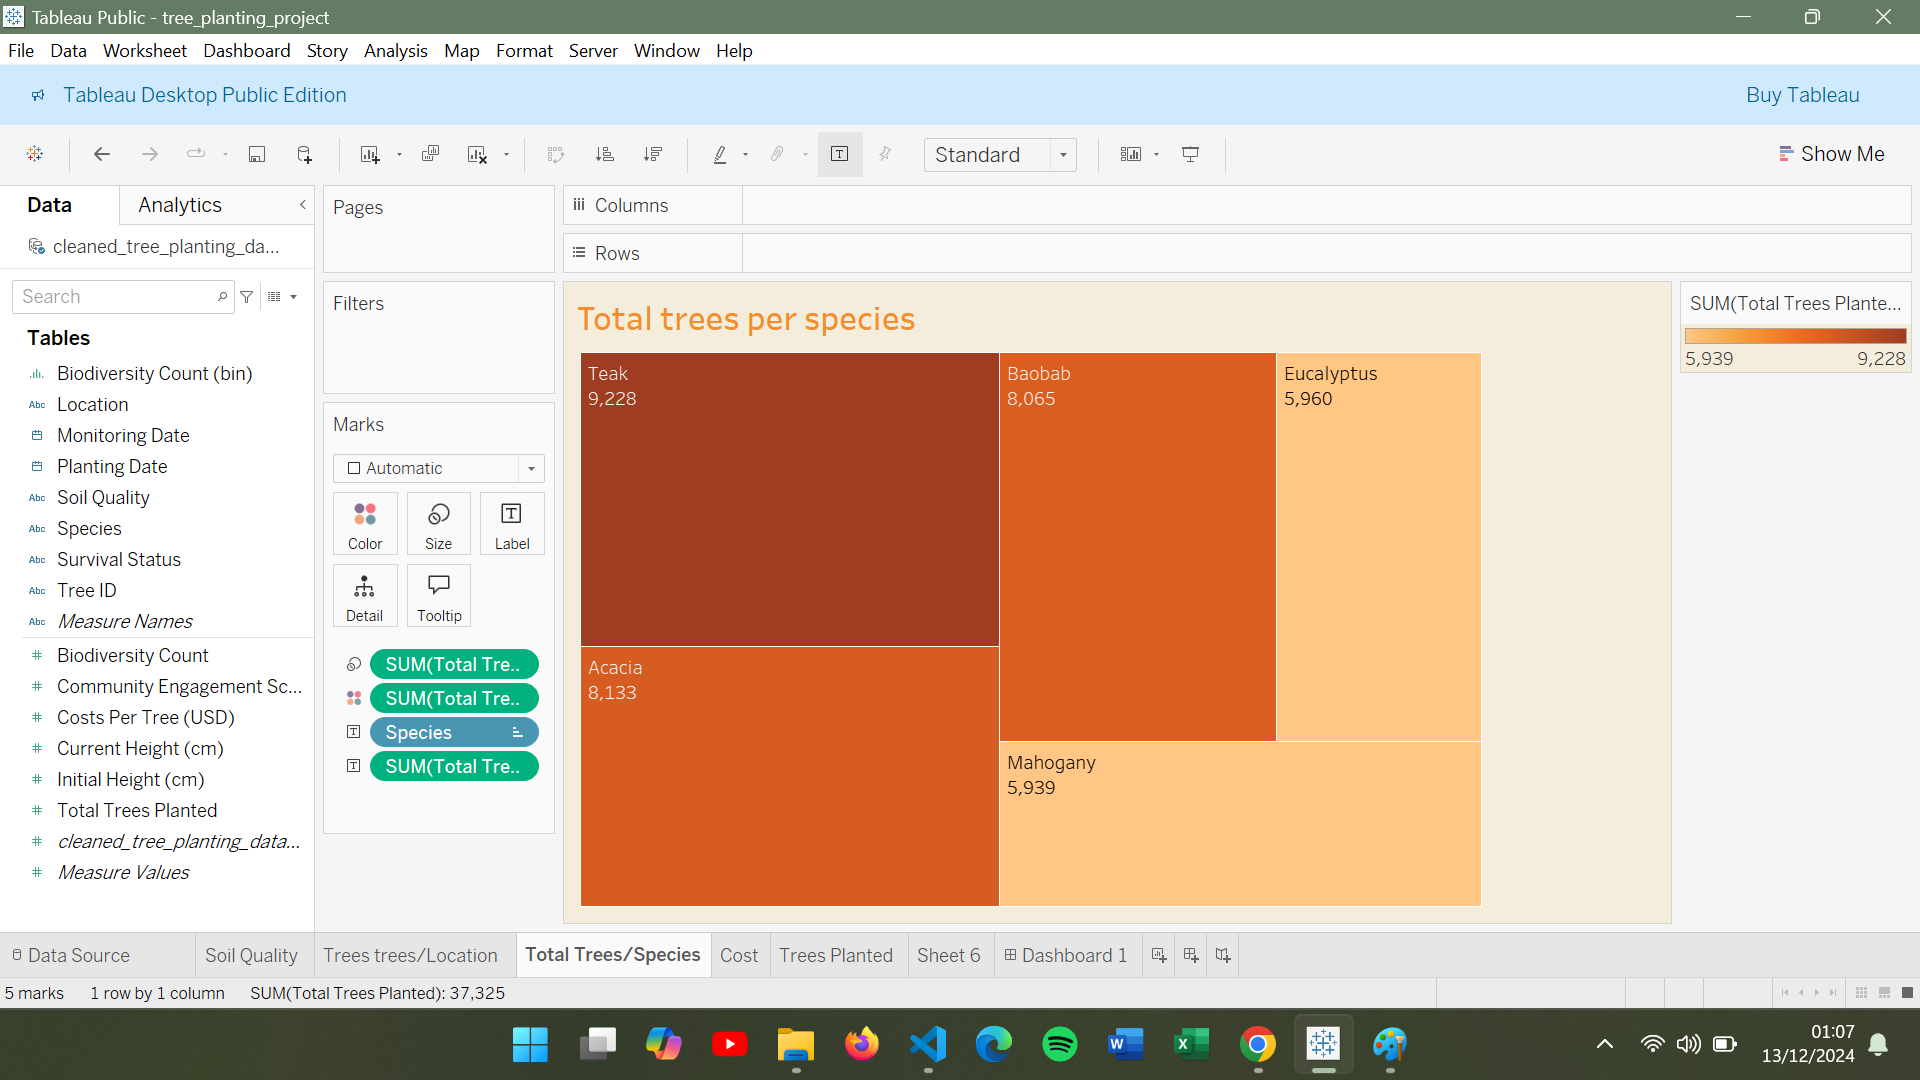 Tableau Public - tree_planting_project
File Data Worksheet Dashboard Story Analysis Map Format Server Window Help
Tableau Desktop Public Edition
Buy Tableau
Standard
Show Me
Data
Analytics
cleaned_tree_planting_da...
Search
Tables
Biodiversity Count (bin)
Abc Location
Monitoring Date
Planting Date
Abc Soil Quality
Abc Species
Abc Survival Status
Abc Tree ID
Abc Measure Names
# Biodiversity Count
# Community Engagement Sc...
# Costs Per Tree (USD)
# Current Height (cm)
# Initial Height (cm)
# Total Trees Planted
# cleaned_tree_planting_data...
# Measure Values
Pages
Filters
Marks
Automatic
Color
Size
T
Label
Detail
Tooltip
SUM(Total Tre..
SUM(Total Tre..
T Species
T SUM(Total Tre..
Columns
Rows
Total trees per species
Teak
9,228
Baobab
8,065
Eucalyptus
5,960
Acacia
8,133
Mahogany
5,939
SUM(Total Trees Plante...
5,939
9,228
Data Source
Soil Quality
Trees trees/Location
Total Trees/Species
Cost
Trees Planted
Sheet 6
Dashboard 1
5 marks
1 row by 1 column
SUM(Total Trees Planted): 37,325
01:07
13/12/2024